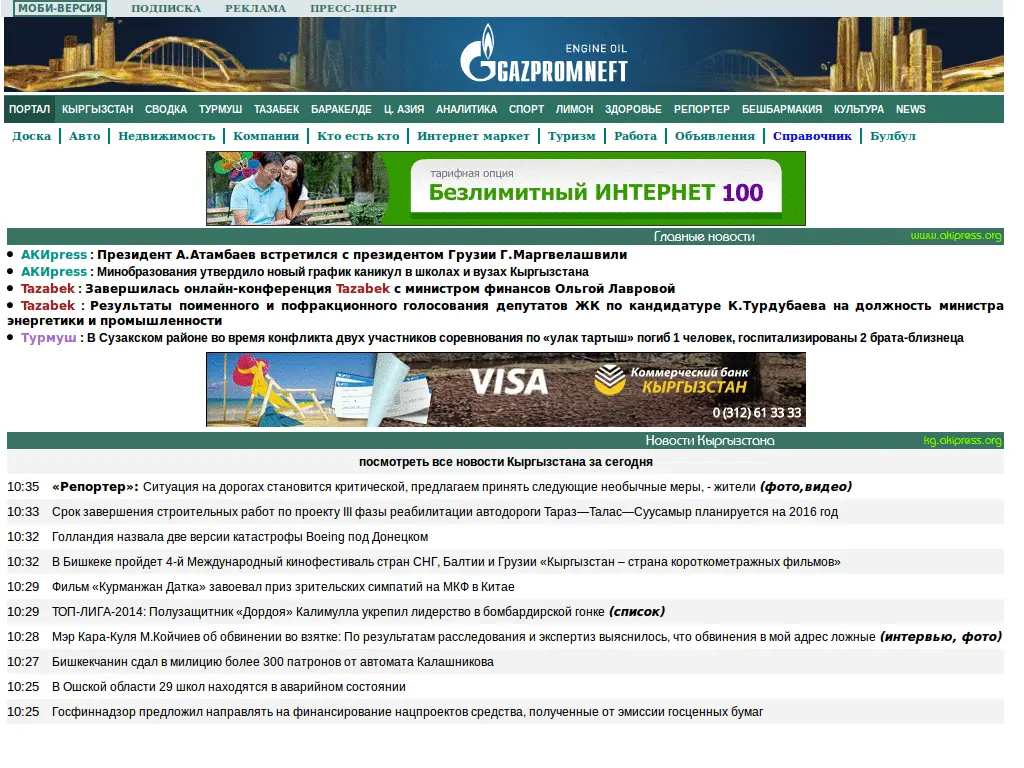 МОБИ-ВЕРСИЯ ПОДПИСКА РЕКЛАМА ПРЕСС-ЦЕНТР
ENGINE OIL
GAZPROMNEFT
ПОРТАЛ КЫРГЫЗСТАН СВОДКА ТУРМУШ ТАЗАБЕК БАРАКЕЛДЕ Ц. АЗИЯ АНАЛИТИКА СПОРТ ЛИМОН ЗДОРОВЬЕ РЕПОРТЕР БЕШБАРМАКИЯ КУЛЬТУРА NEWS
Доска Авто Недвижимость Компании Кто есть кто Интернет маркет Туризм Работа Объявления Справочник Булбул
тарифная опция
Безлимитный ИНТЕРНЕТ 100
Главные новости www.akipress.org
• АКИpress : Президент А.Атамбаев встретился с президентом Грузии Г.Маргвелашвили
• АКИpress : Минобразования утвердило новый график каникул в школах и вузах Кыргызстана
• Tazabek : Завершилась онлайн-конференция Tazabek с министром финансов Ольгой Лавровой
• Tazabek : Результаты поименного и пофракционного голосования депутатов ЖК по кандидатуре К.Турдубаева на должность министра
энергетики и промышленности
• Турмуш : В Сузакском районе во время конфликта двух участников соревнования по «улак тартыш» погиб 1 человек, госпитализированы 2 брата-близнеца
VISA Коммерческий банк
КЫРГЫЗСТАН
0 (312) 61 33 33
Новости Кыргызстана kg.akipress.org
посмотреть все новости Кыргызстана за сегодня
10:35 «Репортер»: Ситуация на дорогах становится критической, предлагаем принять следующие необычные меры, - жители (фото,видео)
10:33 Срок завершения строительных работ по проекту III фазы реабилитации автодороги Тараз—Талас—Суусамыр планируется на 2016 год
10:32 Голландия назвала две версии катастрофы Boeing под Донецком
10:32 В Бишкеке пройдет 4-й Международный кинофестиваль стран СНГ, Балтии и Грузии «Кыргызстан – страна короткометражных фильмов»
10:29 Фильм «Курманжан Датка» завоевал приз зрительских симпатий на МКФ в Китае
10:29 ТОП-ЛИГА-2014: Полузащитник «Дордоя» Калимулла укрепил лидерство в бомбардирской гонке (список)
10:28 Мэр Кара-Куля М.Койчиев об обвинении во взятке: По результатам расследования и экспертиз выяснилось, что обвинения в мой адрес ложные (интервью, фото)
10:27 Бишкекчанин сдал в милицию более 300 патронов от автомата Калашникова
10:25 В Ошской области 29 школ находятся в аварийном состоянии
10:25 Госфиннадзор предложил направлять на финансирование нацпроектов средства, полученные от эмиссии госценных бумаг